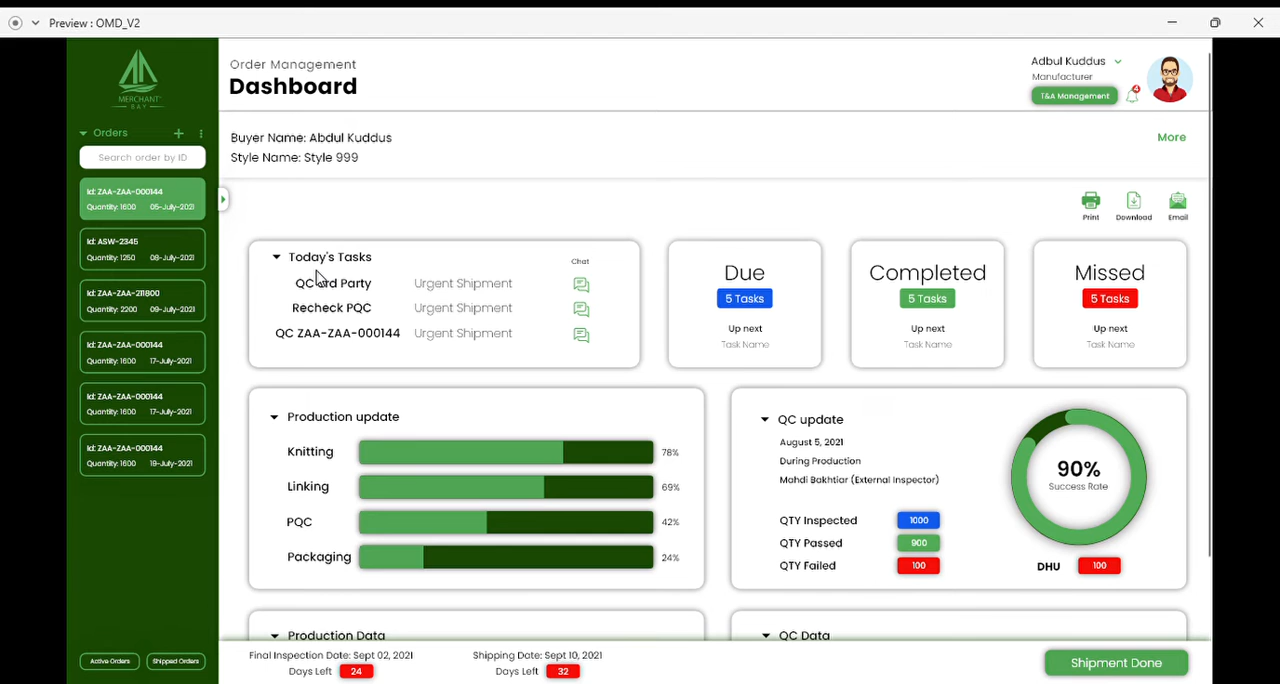 Preview : OMD_V2
MERCHANT
BAY
Orders
Search order by ID
Id: ZAA-ZAA-000144
Quantity: 1600 05-July-2021
Id: ASW-2345
Quantity: 1250 08-July-2021
Id: ZAA-ZAA-211800
Quantity: 2200 09-July-2021
Id: ZAA-ZAA-000144
Quantity: 1600 17-July-2021
Id: ZAA-ZAA-000144
Quantity: 1600 17-July-2021
Id: ZAA-ZAA-000144
Quantity: 1600 19-July-2021
Active Orders Shipped Orders
Order Management
Dashboard
Adbul Kuddus
Manufacturer
T&A Management
4
Buyer Name: Abdul Kuddus
Style Name: Style 999
More
Print Download Email
Today's Tasks Chat
Party Urgent Shipment
Recheck PQC Urgent Shipment
QC ZAA-ZAA-000144 Urgent Shipment
Due
5 Tasks
Up next
Task Name
Completed
5 Tasks
Up next
Task Name
Missed
5 Tasks
Up next
Task Name
Production update
Knitting 78%
Linking 69%
PQC 42%
Packaging 24%
QC update
August 5, 2021
During Production
Mahdi Bakhtiar (External Inspector)
QTY Inspected 1000
QTY Passed 900
QTY Failed 100
90%
Success Rate
DHU 100
Production Data
QC Data
Final Inspection Date: Sept 02, 2021
Days Left 24
Shipping Date: Sept 10, 2021
Days Left 32
Shipment Done